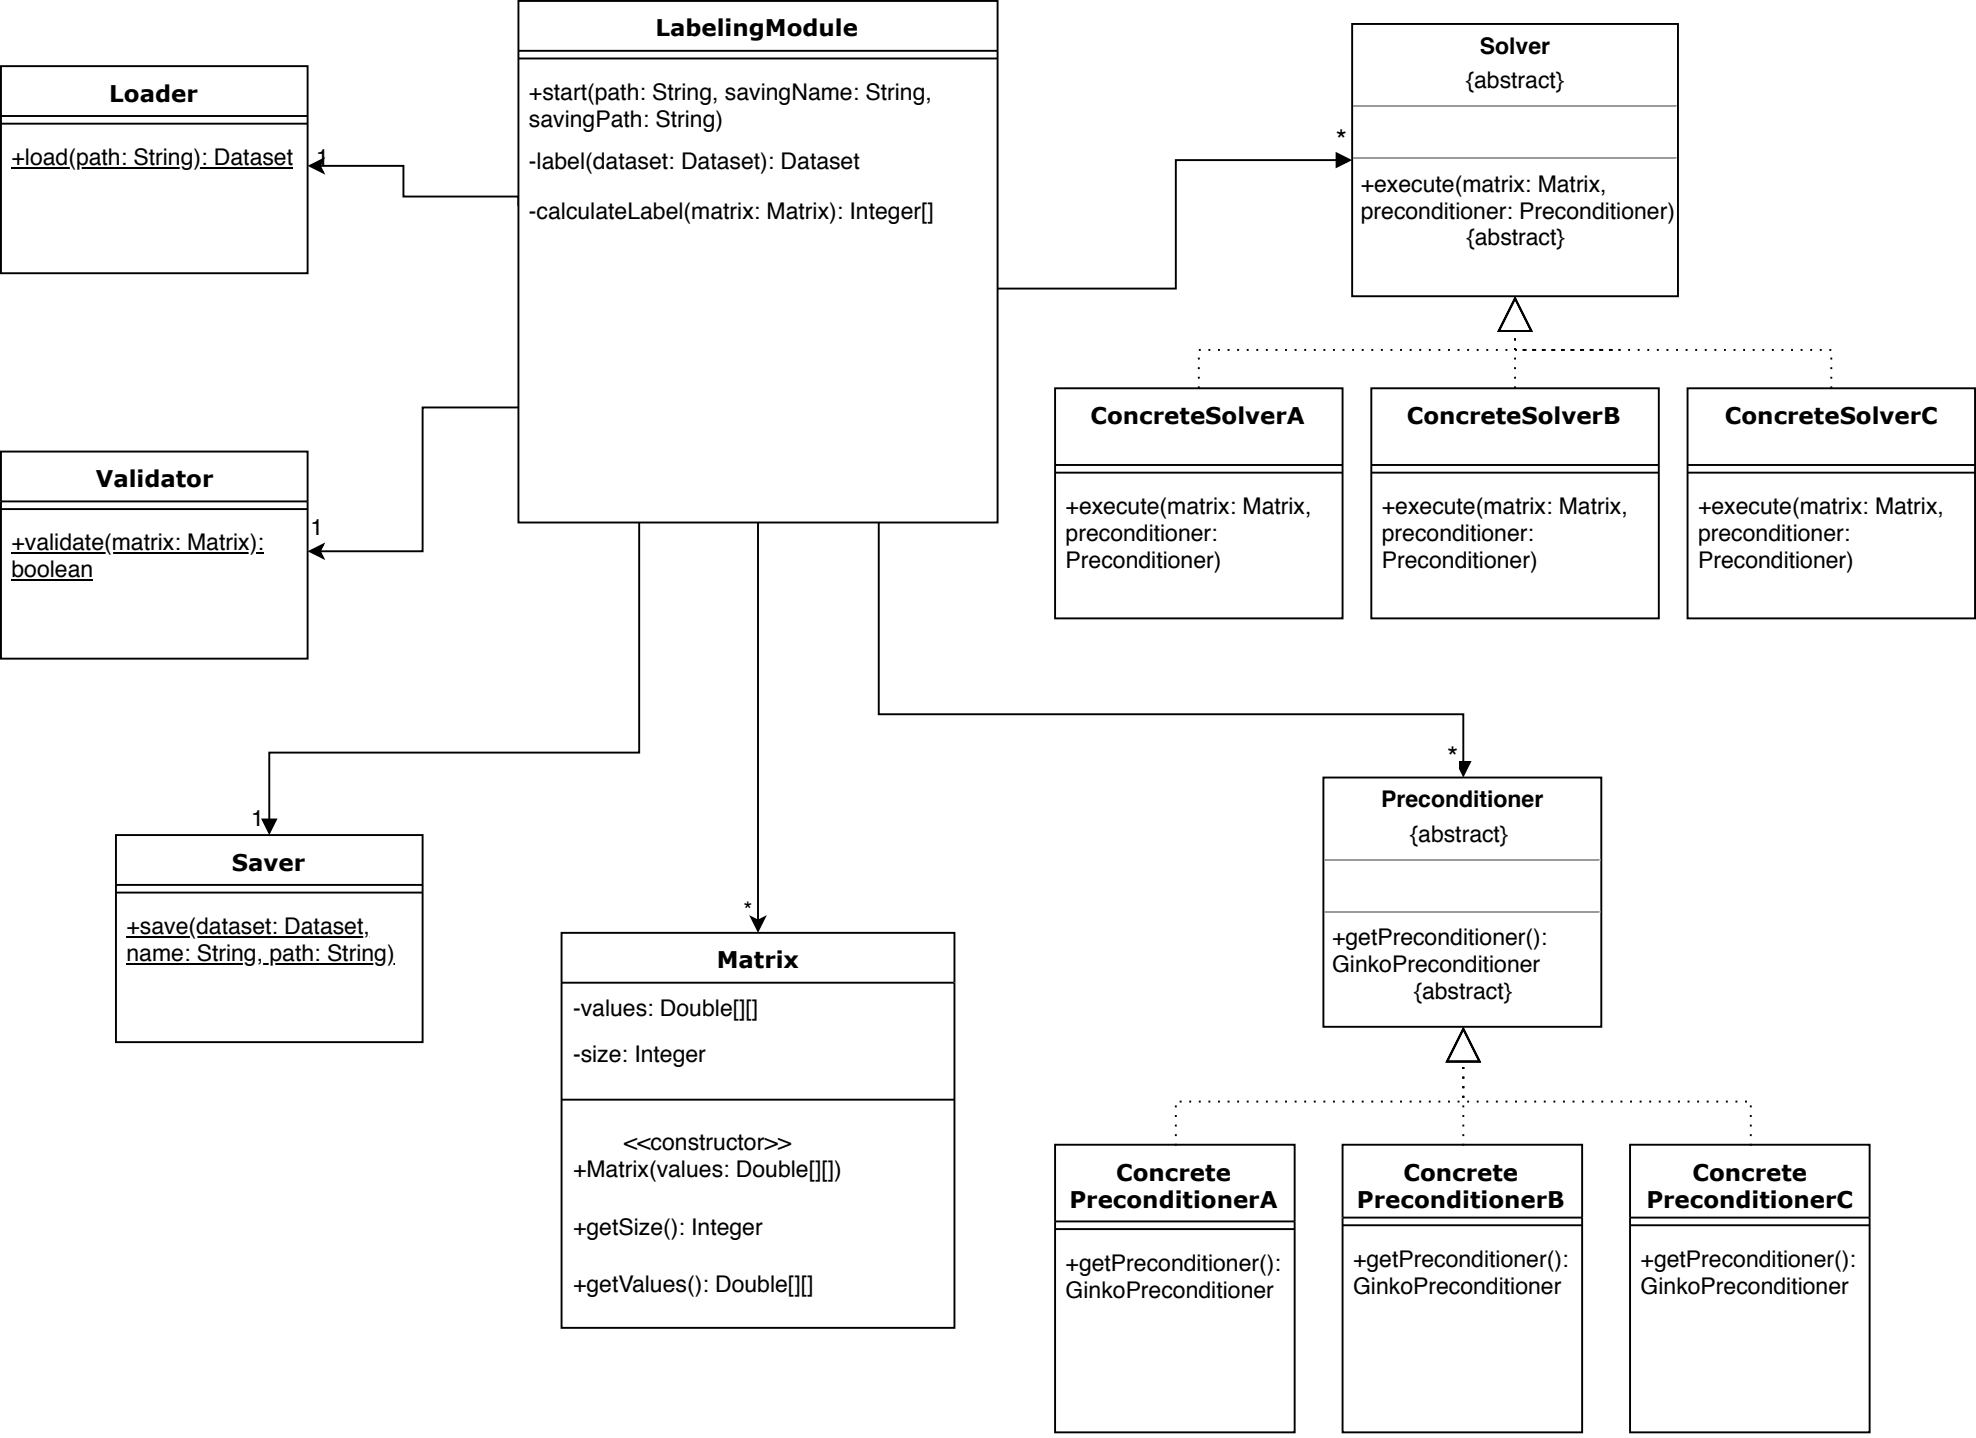 LabelingModule
+start(path: String, savingName: String,
savingPath: String)
-label(dataset: Dataset): Dataset
-calculateLabel(matrix: Matrix): Integer[]
Loader
+load(path: String): Dataset
1
Validator
+validate(matrix: Matrix):
boolean
1
Saver
+save(dataset: Dataset,
name: String, path: String)
1
Matrix
-values: Double[][]
-size: Integer
<<constructor>>
+Matrix(values: Double[][])
+getSize(): Integer
+getValues(): Double[][]
*
Solver
{abstract}
+execute(matrix: Matrix,
preconditioner: Preconditioner)
{abstract}
*
ConcreteSolverA
+execute(matrix: Matrix,
preconditioner:
Preconditioner)
ConcreteSolverB
+execute(matrix: Matrix,
preconditioner:
Preconditioner)
ConcreteSolverC
+execute(matrix: Matrix,
preconditioner:
Preconditioner)
*
Preconditioner
{abstract}
+getPreconditioner():
GinkoPreconditioner
{abstract}
Concrete
PreconditionerA
+getPreconditioner():
GinkoPreconditioner
Concrete
PreconditionerB
+getPreconditioner():
GinkoPreconditioner
Concrete
PreconditionerC
+getPreconditioner():
GinkoPreconditioner